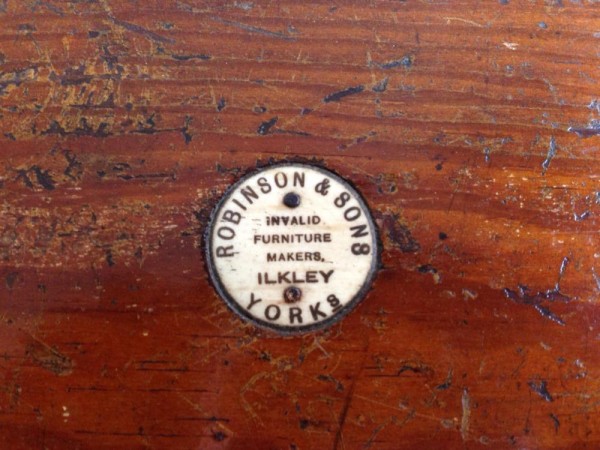 ROBINSON & SONS
INVALID
FURNITURE
MAKERS,
ILKLEY
YORKS